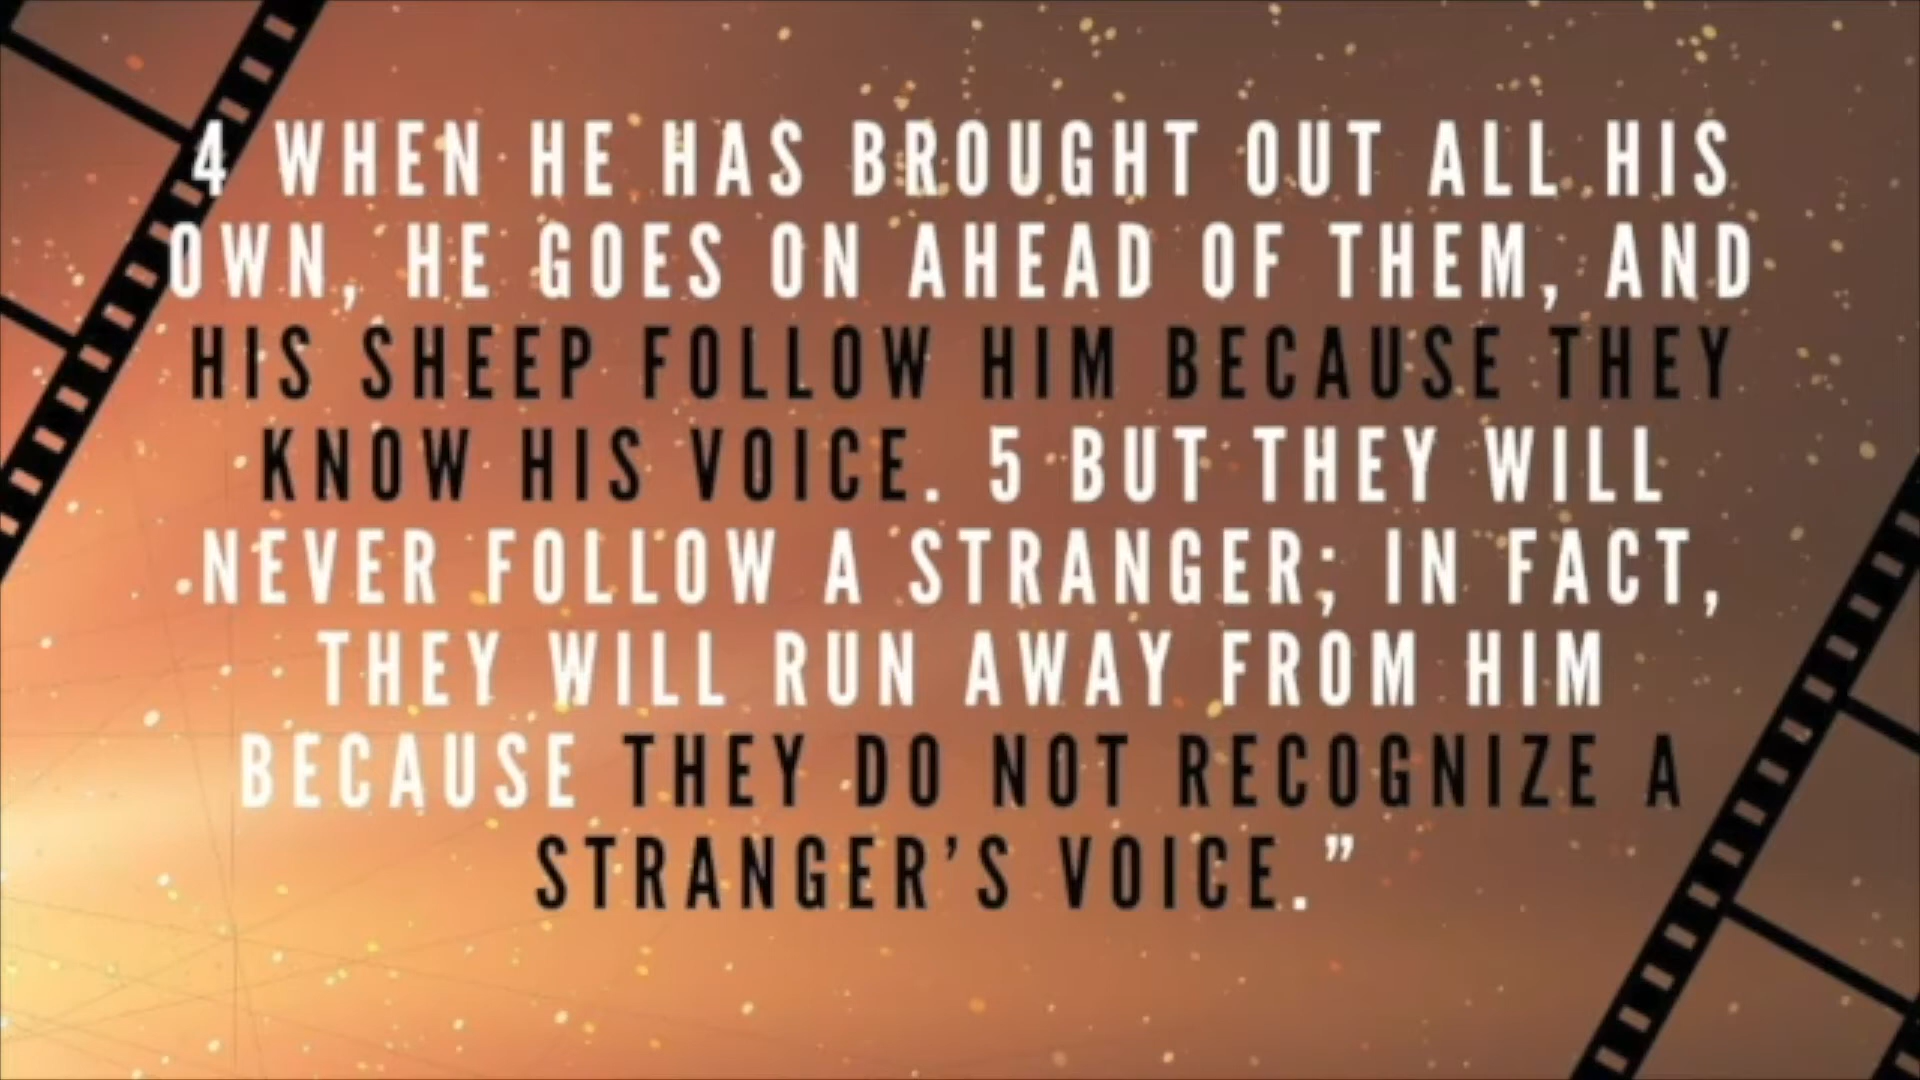 4 WHEN HE HAS BROUGHT OUT ALL HIS
OWN, HE GOES ON AHEAD OF THEM, AND
HIS SHEEP FOLLOW HIM BECAUSE THEY
KNOW HIS VOICE. 5 BUT THEY WILL
NEVER FOLLOW A STRANGER; IN FACT,
THEY WILL RUN AWAY FROM HIM
BECAUSE THEY DO NOT RECOGNIZE A
STRANGER’S VOICE.”